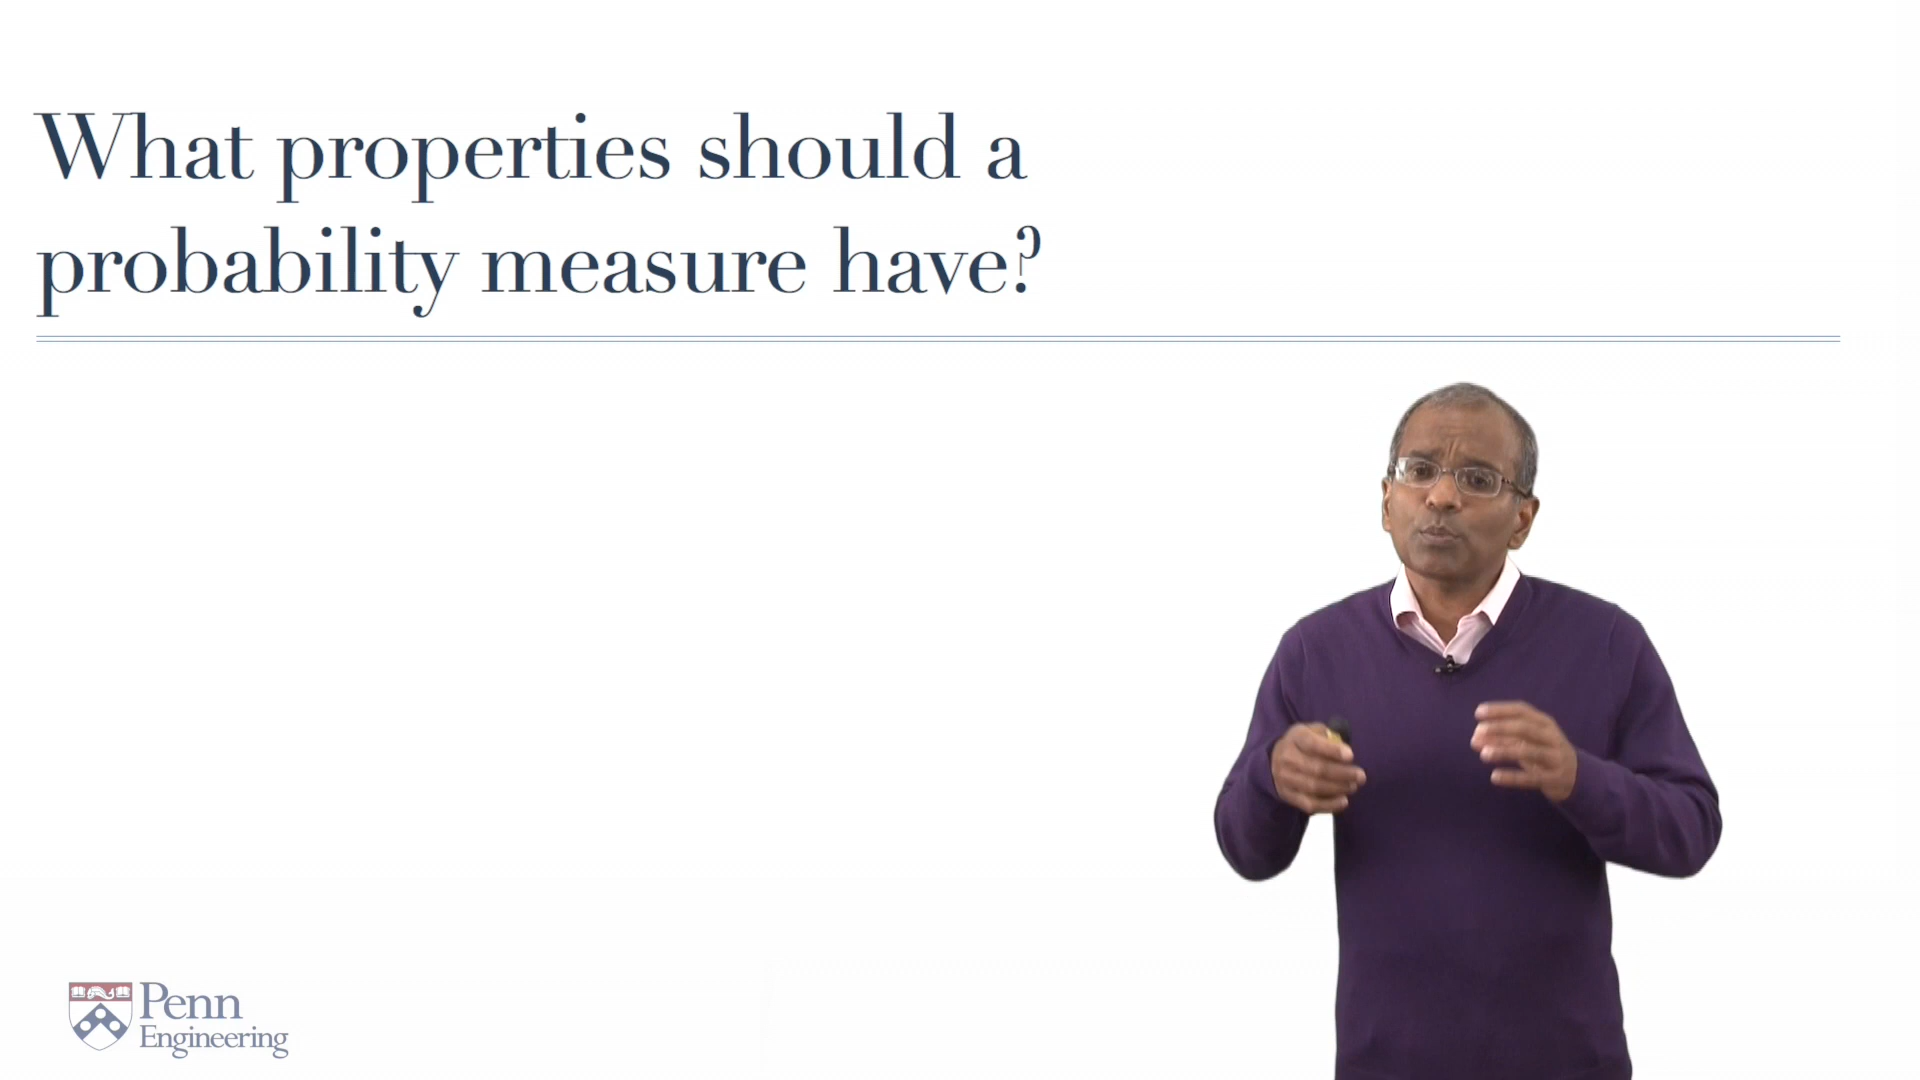 What properties should a
probability measure have?
Penn
Engineering